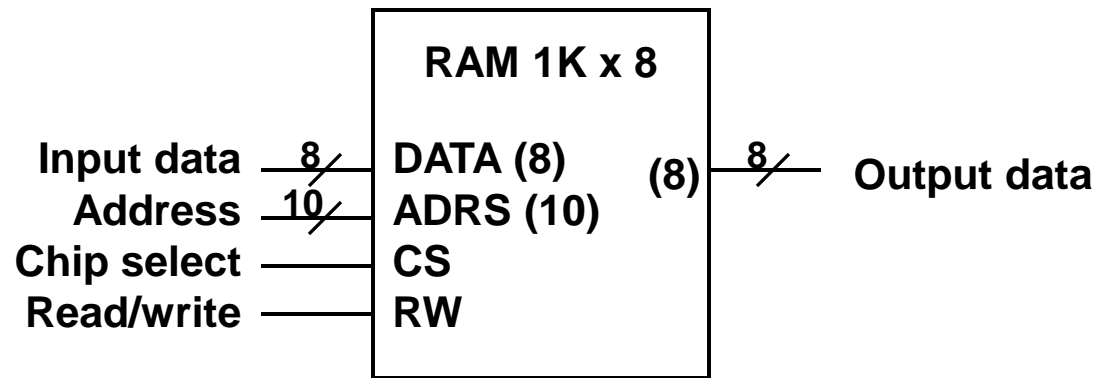 RAM 1K x 8
Input data 8 DATA (8) (8) 8 Output data
Address 10 ADRS (10)
Chip select CS
Read/write RW